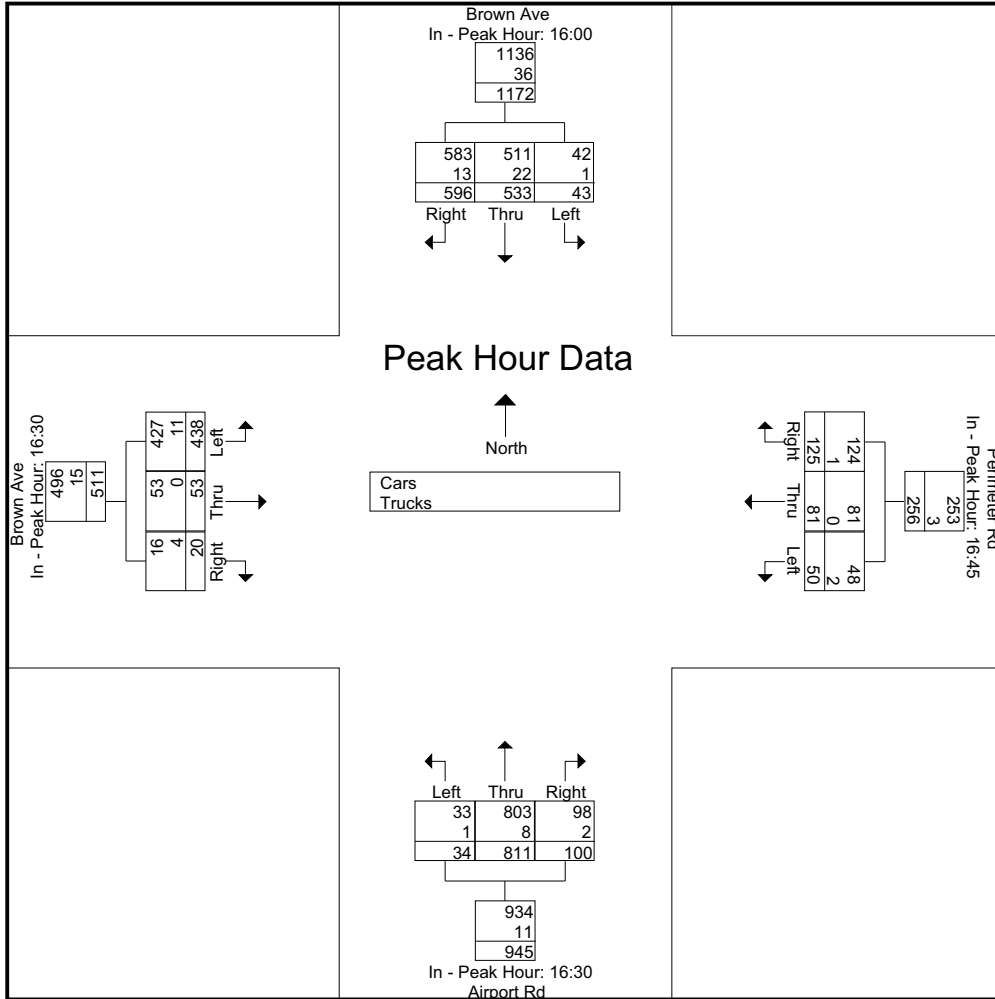 Brown Ave
In - Peak Hour: 16:00
1136
36
1172
583 511 42
13 22 1
596 533 43
Right Thru Left
Peak Hour Data
North
Cars
Trucks
Brown Ave
In - Peak Hour: 16:30
496
15
511
427 53 16
11 0 4
438 53 20
Left Thru Right
Perimeter Rd
In - Peak Hour: 16:45
253
3
256
124 81 48
1 0 2
125 81 50
Right Thru Left
Left Thru Right
33 803 98
1 8 2
34 811 100
934
11
945
In - Peak Hour: 16:30
Airport Rd